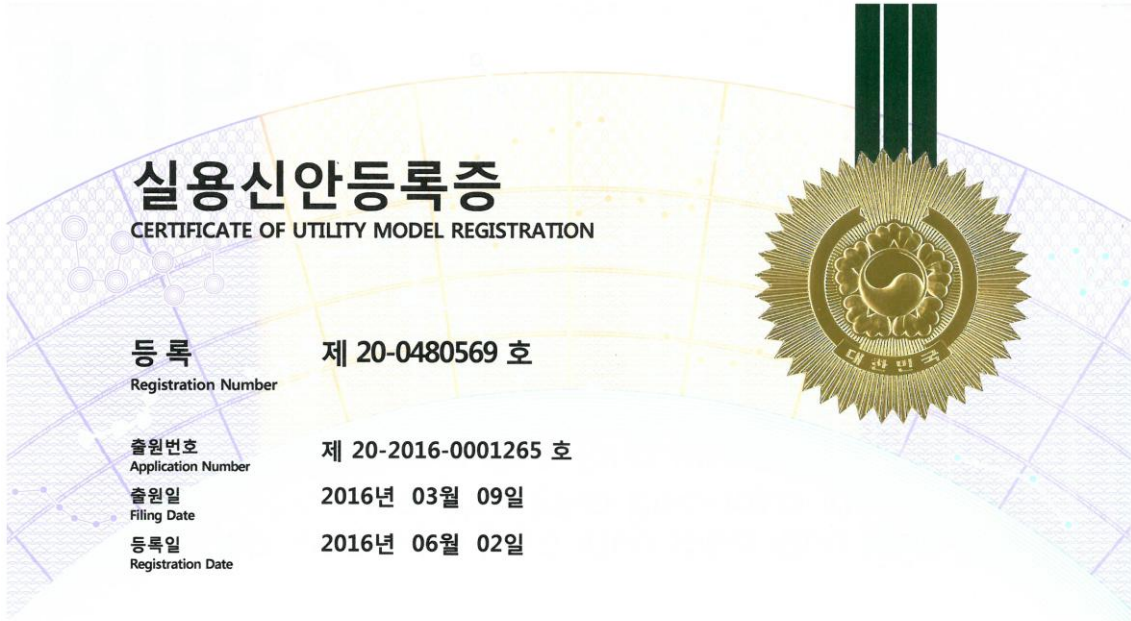 실용신안등록증
CERTIFICATE OF UTILITY MODEL REGISTRATION
등 록 제 20-0480569 호
Registration Number
출원번호 제 20-2016-0001265 호
Application Number
출원일 2016년 03월 09일
Filing Date
등록일 2016년 06월 02일
Registration Date
대한민국